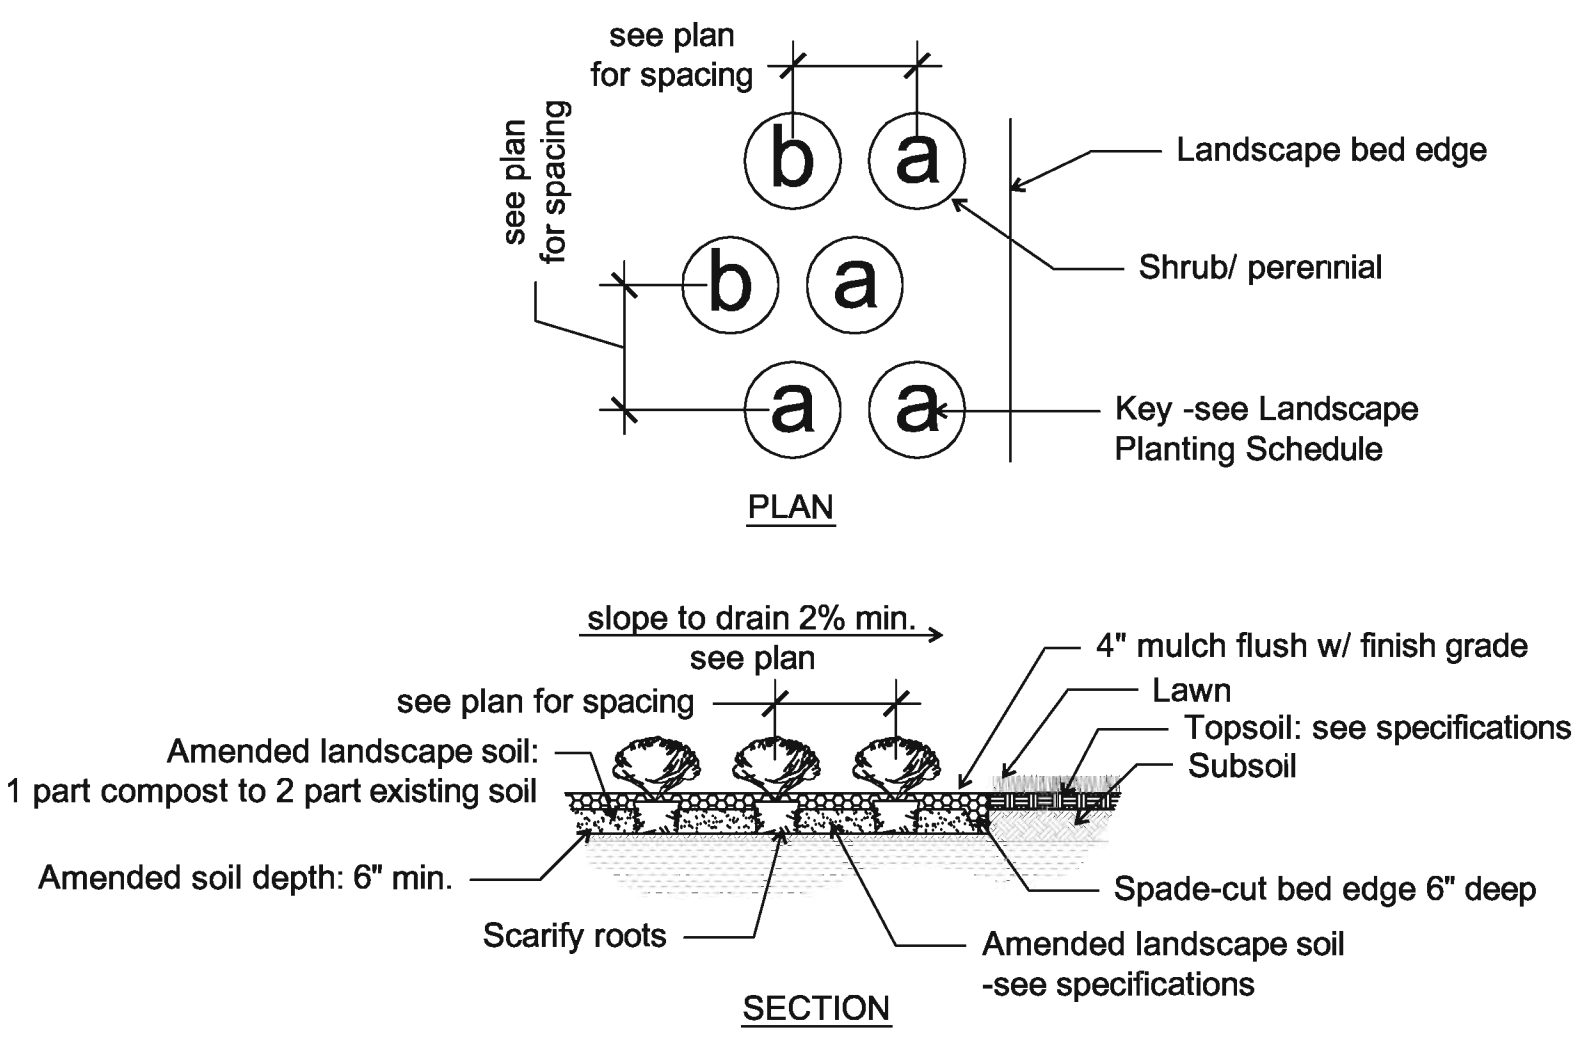 see plan
for spacing
see plan
for spacing
b
a
Landscape bed edge
b
a
Shrub/ perennial
a
a
Key -see Landscape
Planting Schedule
PLAN
slope to drain 2% min.
see plan
4" mulch flush w/ finish grade
see plan for spacing
Lawn
Topsoil: see specifications
Amended landscape soil:
1 part compost to 2 part existing soil
Subsoil
Amended soil depth: 6" min.
Spade-cut bed edge 6" deep
Scarify roots
Amended landscape soil
-see specifications
SECTION